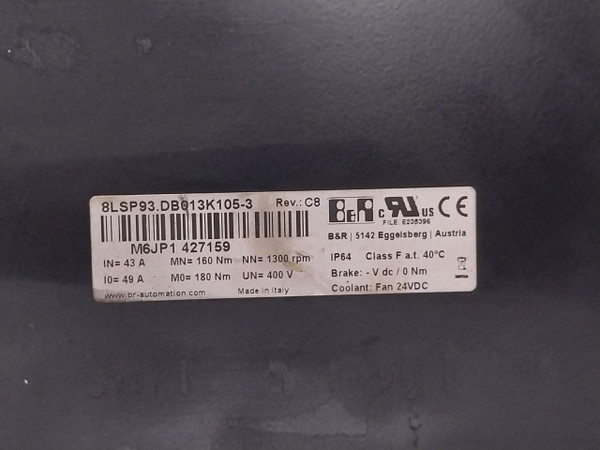 8LSP93.DB013K105-3 Rev.: C8
B&R c UL US CE
FILE E235396
B&R | 5142 Eggelsberg | Austria
M6JP1 427159
IN= 43 A MN= 160 Nm NN= 1300 rpm
IP64 Class F a.t. 40°C
I0= 49 A M0= 180 Nm UN= 400 V
Brake: - V dc / 0 Nm
www.br-automation.com Made in Italy
Coolant: Fan 24VDC